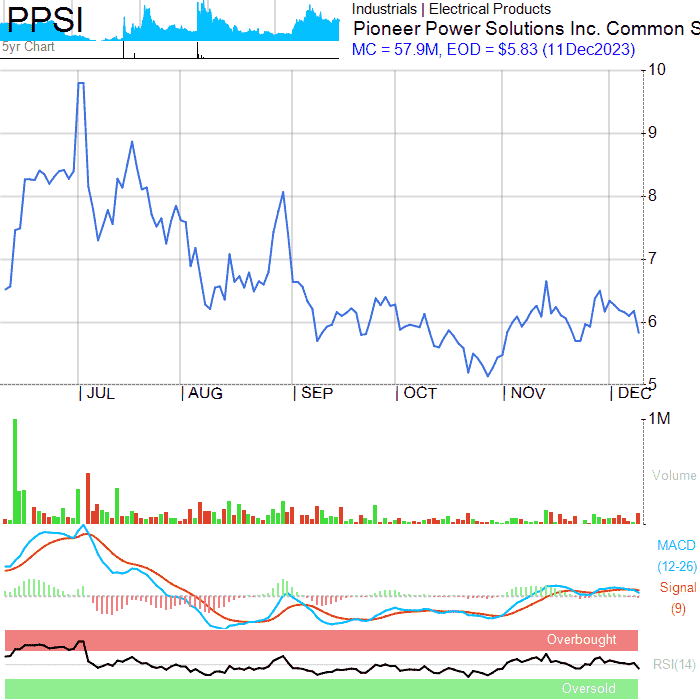 PPSI
5yr Chart
Industrials | Electrical Products
Pioneer Power Solutions Inc. Common S
MC = 57.9M, EOD = $5.83 (11Dec2023)
10
9
8
7
6
5
JUL AUG SEP OCT NOV DEC
1M
Volume
MACD
(12-26)
Signal
(9)
Overbought
RSI(14)
Oversold